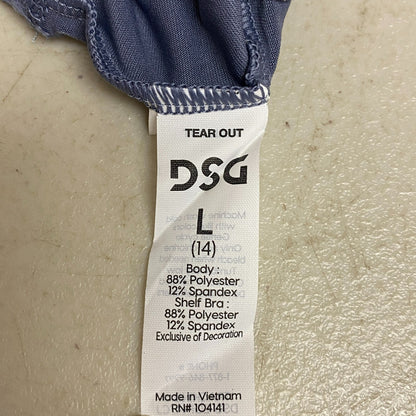 TEAR OUT
DSG
L
(14)
Body :
88% Polyester
12% Spandex
Shelf Bra :
88% Polyester
12% Spandex
Exclusive of Decoration
Made in Vietnam
RN# 104141